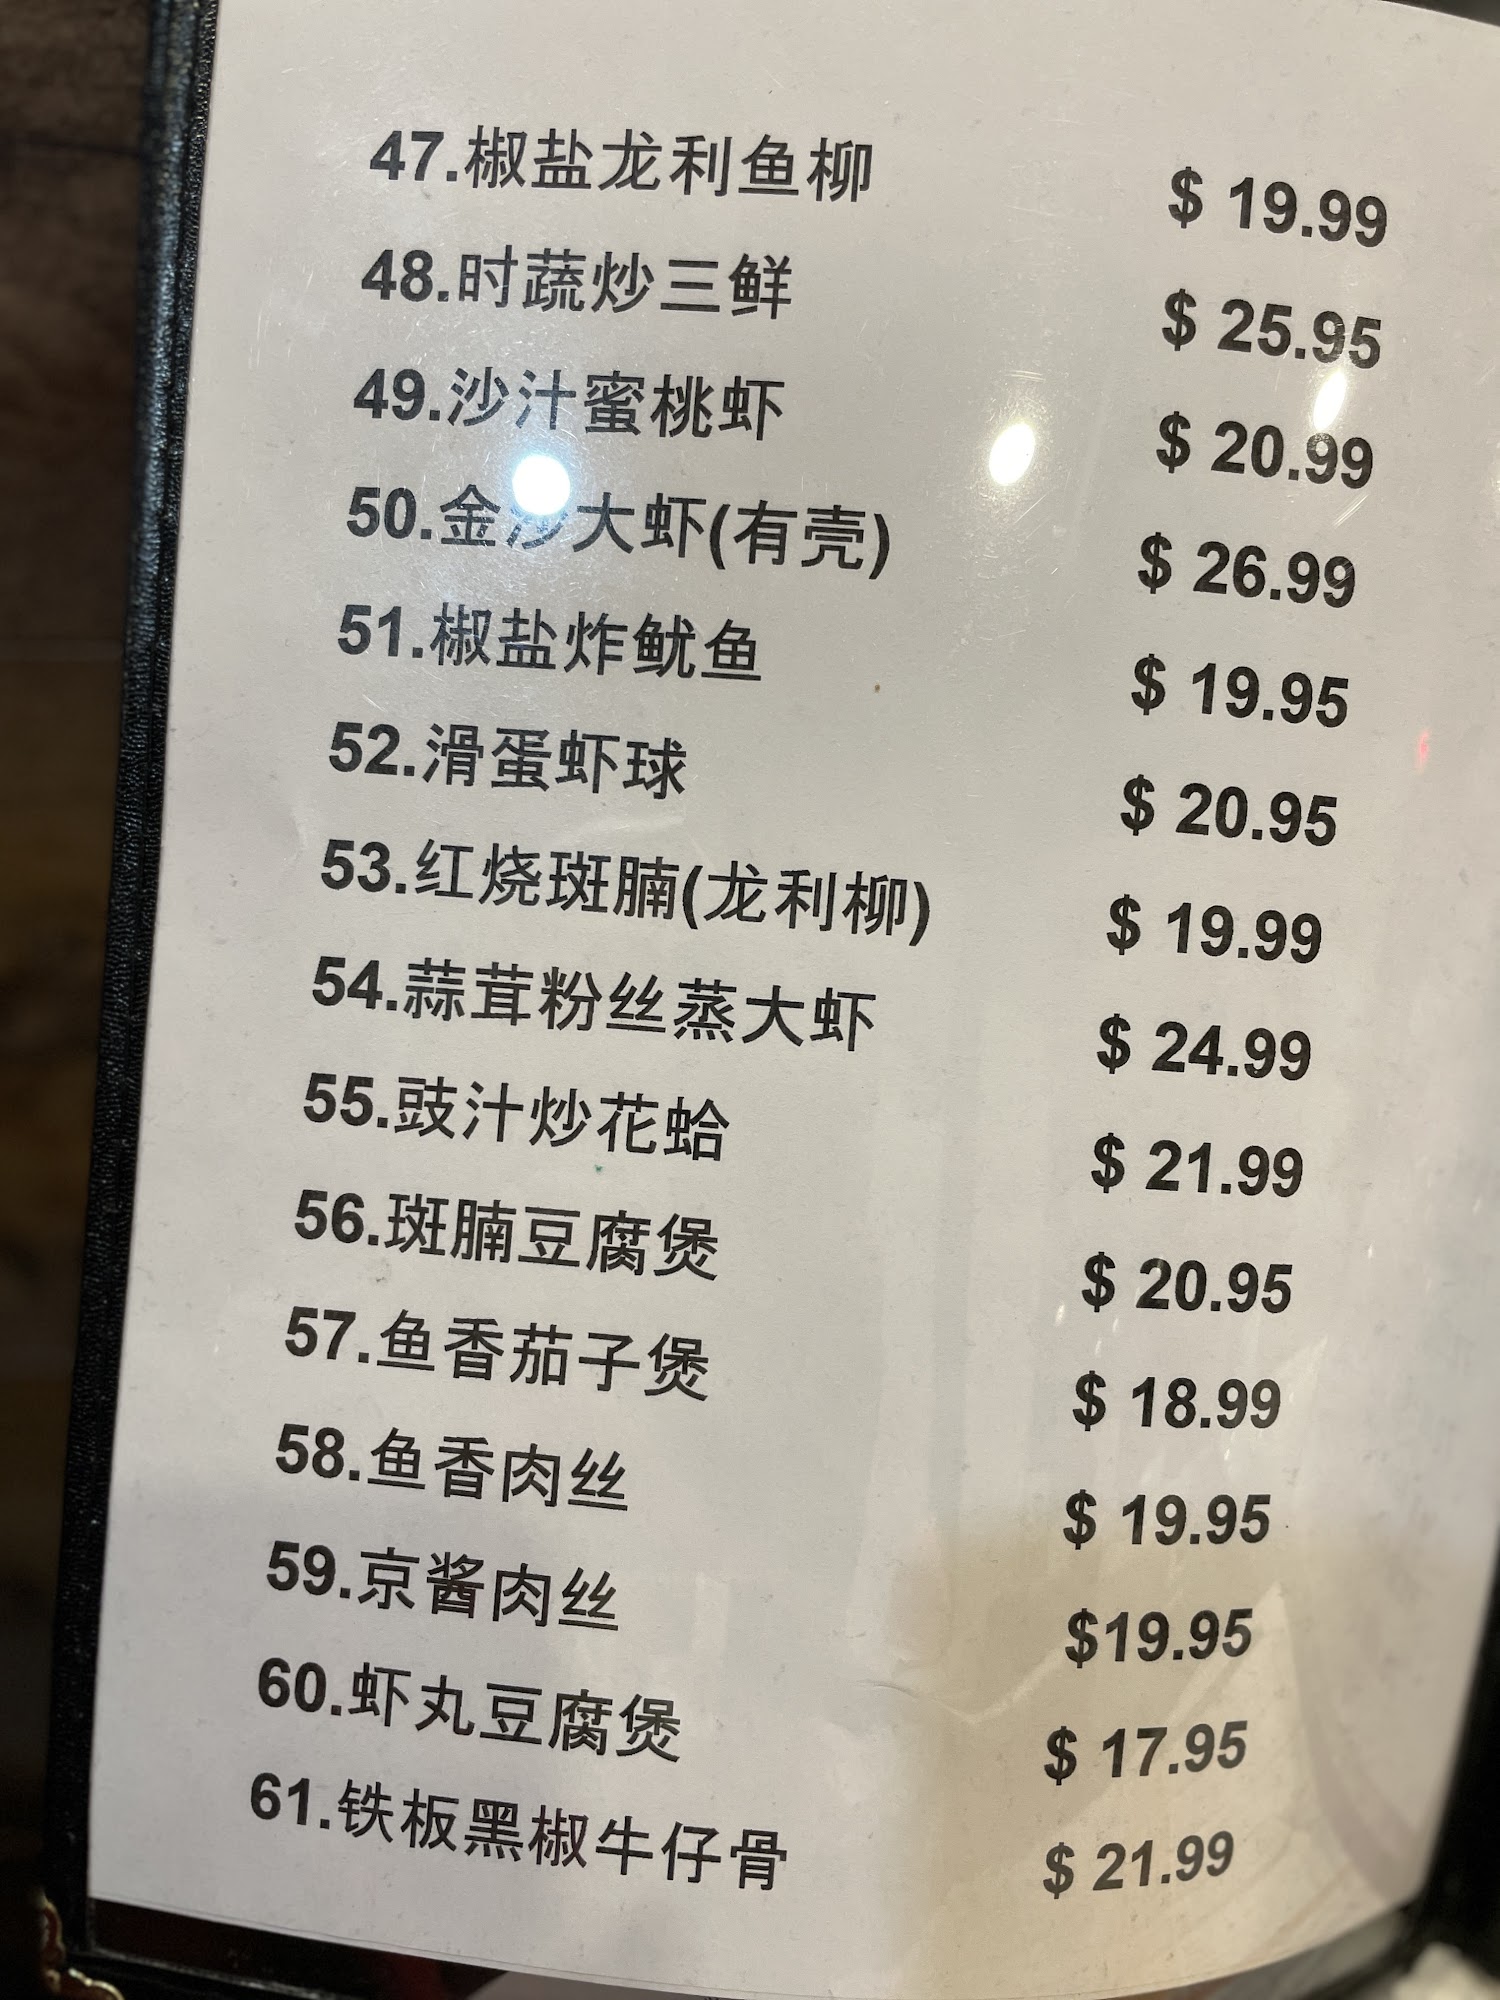 47.椒盐龙利鱼柳 $ 19.99
48.时蔬炒三鲜 $ 25.95
49.沙汁蜜桃虾 $ 20.99
50.金沙大虾(有壳) $ 26.99
51.椒盐炸鱿鱼 $ 19.95
52.滑蛋虾球 $ 20.95
53.红烧斑腩(龙利柳) $ 19.99
54.蒜茸粉丝蒸大虾 $ 24.99
55.豉汁炒花蛤 $ 21.99
56.斑腩豆腐煲 $ 20.95
57.鱼香茄子煲 $ 18.99
58.鱼香肉丝 $ 19.95
59.京酱肉丝 $19.95
60.虾丸豆腐煲 $ 17.95
61.铁板黑椒牛仔骨 $ 21.99